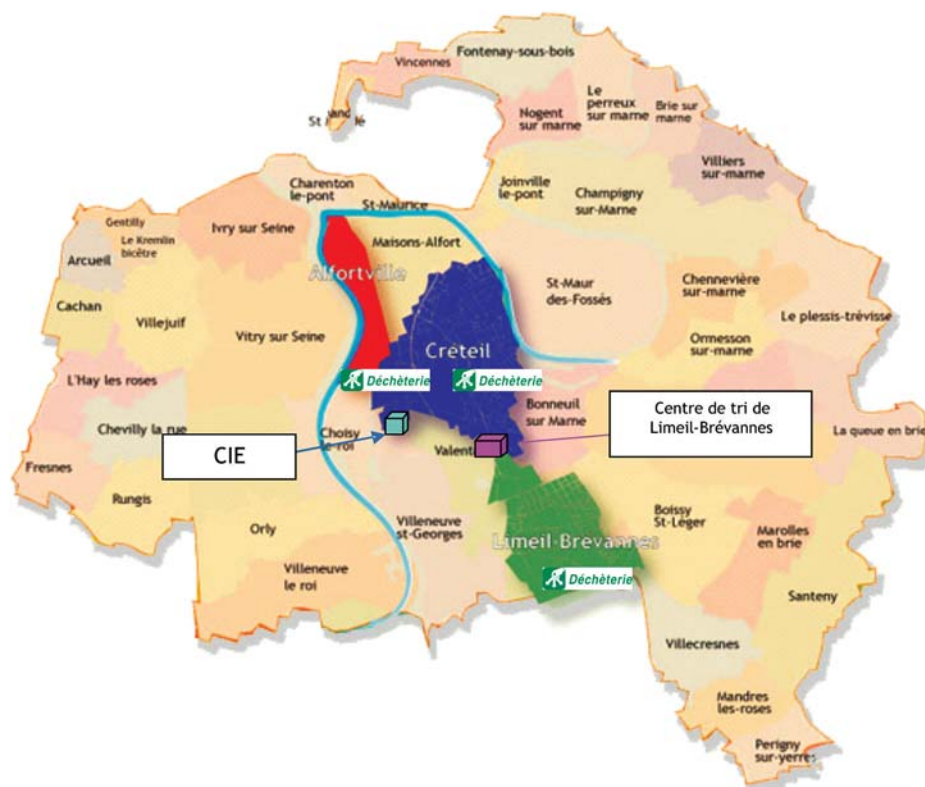 Fontenay-sous-bois
Vincennes
St
Nogent
sur marne
Le
perreux
sur marne
Brie sur
marne
Villiers
sur-marne
Charenton
le-pont
St-Maurice
Joinville
le-pont
Champigny
sur-Marne
Gentilly
Le Kremlin
bicêtre
Arcueil
Ivry sur Seine
Maisons-Alfort
Alfortville
Cachan
Villejuif
Vitry sur Seine
St-Maur
des-Fossés
Chennevière
sur-marne
Le plessis-trévisse
Créteil
Ormesson
sur-marne
L'Hay les roses
Déchèterie
Déchèterie
Chevilly la rue
Choisy
le roi
CIE
Bonneuil
sur Marne
Centre de tri de
Limeil-Brévannes
La queue en brie
Fresnes
Rungis
Valent
Orly
Villeneuve
st-Georges
Limeil-Brévannes
Boissy
St-Léger
Marolles
en brie
Villeneuve
le roi
Déchèterie
Santeny
Villecresnes
Mandres
les-roses
Perigny
sur-yerres